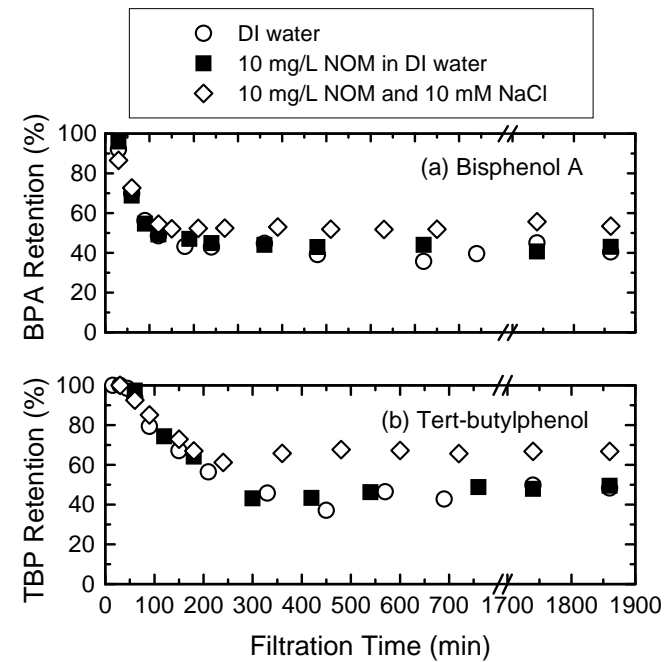 DI water
10 mg/L NOM in DI water
10 mg/L NOM and 10 mM NaCl
100
80
60
40
20
0
BPA Retention (%)
(a) Bisphenol A
100
80
60
40
20
0
TBP Retention (%)
(b) Tert-butylphenol
0 100 200 300 400 500 600 700 1700 1800 1900
Filtration Time (min)